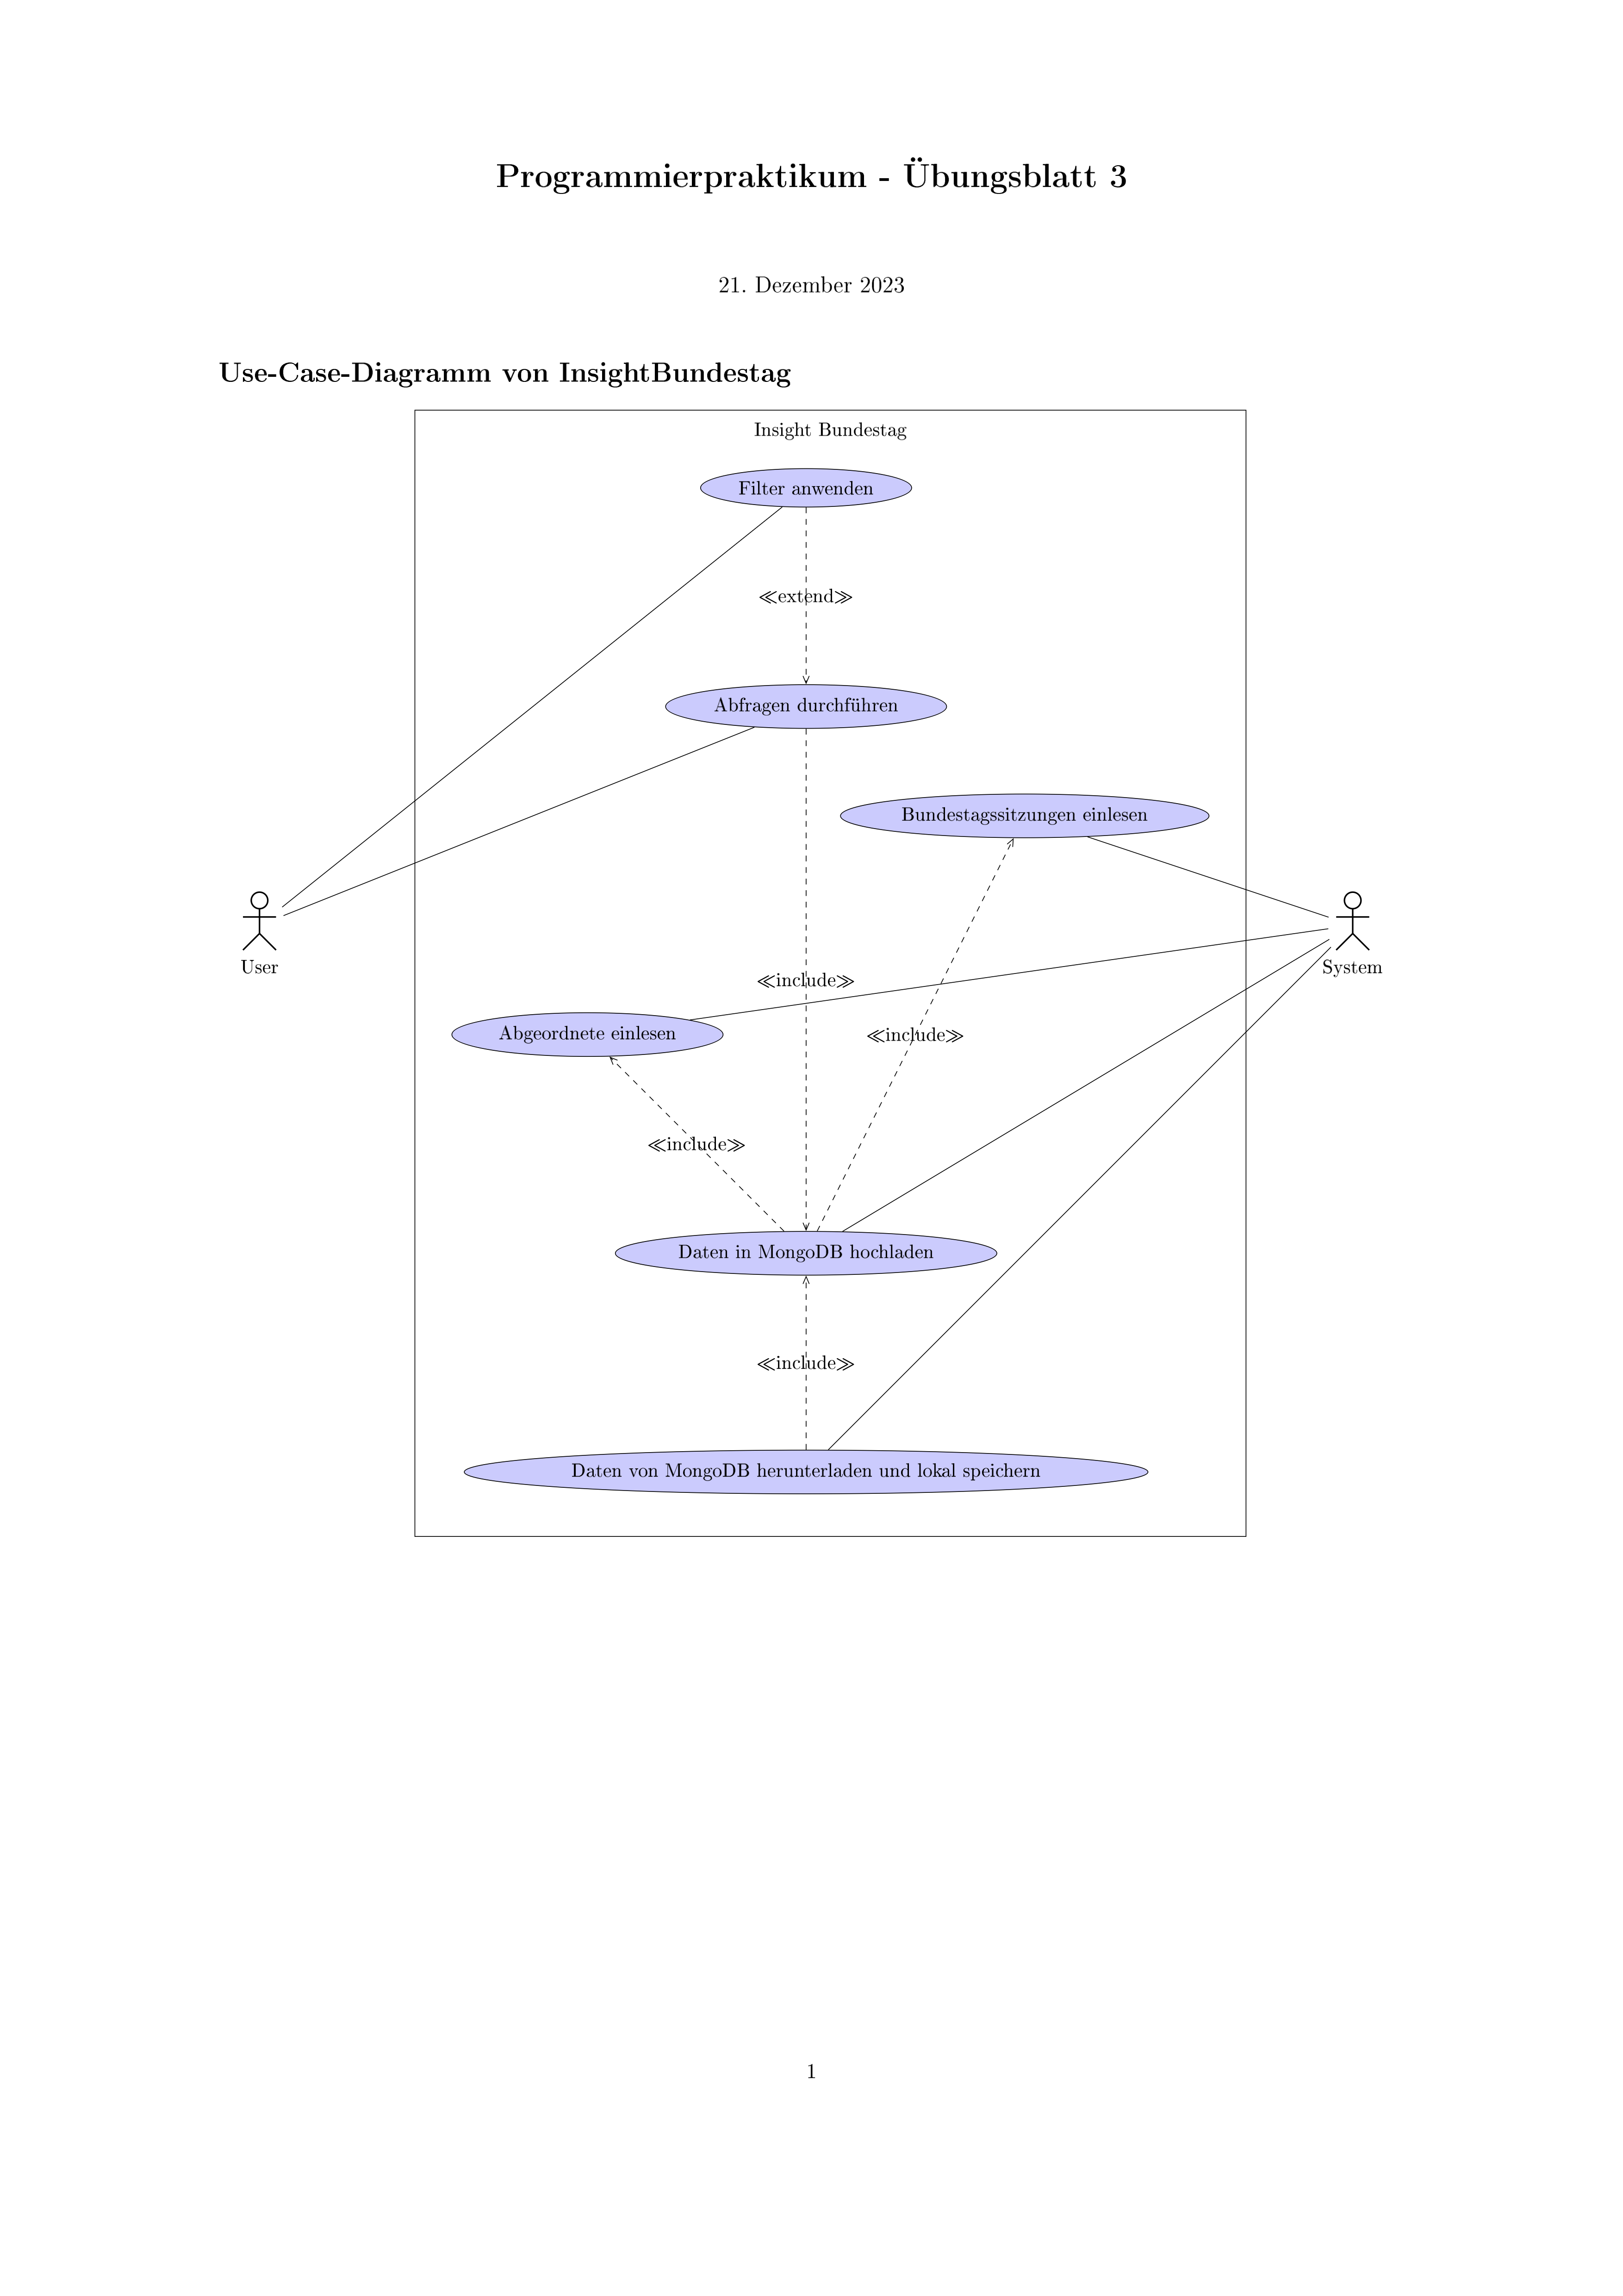 Programmierpraktikum - Übungsblatt 3
21. Dezember 2023
Use-Case-Diagramm von InsightBundestag
Insight Bundestag
Filter anwenden
≪extend≫
Abfragen durchführen
Bundestagssitzungen einlesen
User
System
≪include≫
Abgeordnete einlesen
≪include≫
≪include≫
Daten in MongoDB hochladen
≪include≫
Daten von MongoDB herunterladen und lokal speichern
1